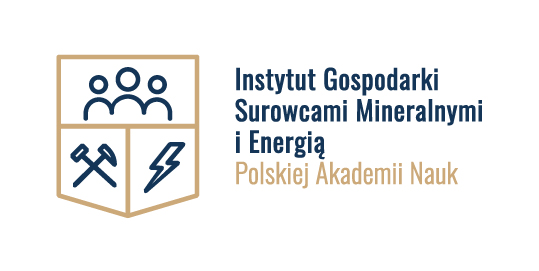 Instytut Gospodarki
Surowcami Mineralnymi
i Energią
Polskiej Akademii Nauk